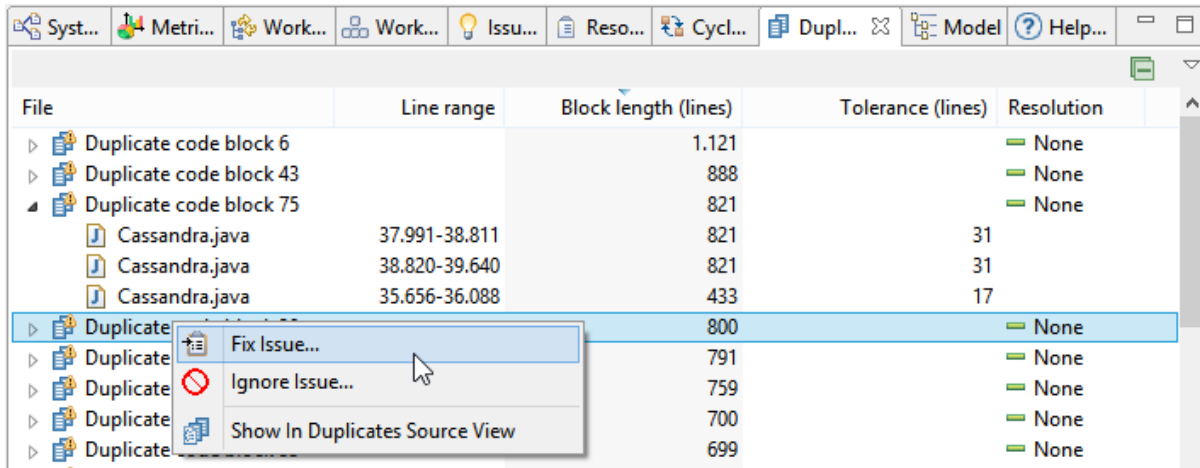 Syst... Metri... Work... Work... Issu... Reso... Cycl... Dupl... Model Help...
File Line range Block length (lines) Tolerance (lines) Resolution
Duplicate code block 6 1.121 None
Duplicate code block 43 888 None
Duplicate code block 75 821 None
Cassandra.java 37.991-38.811 821 31
Cassandra.java 38.820-39.640 821 31
Cassandra.java 35.656-36.088 433 17
Duplicate 800 None
Fix Issue...
Duplicate 791 None
Ignore Issue...
Duplicate 759 None
Duplicate 700 None
Show In Duplicates Source View
Duplicate 699 None